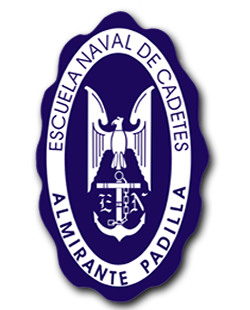 ESCUELA NAVAL DE CADETES
E N
ALMIRANTE PADILLA